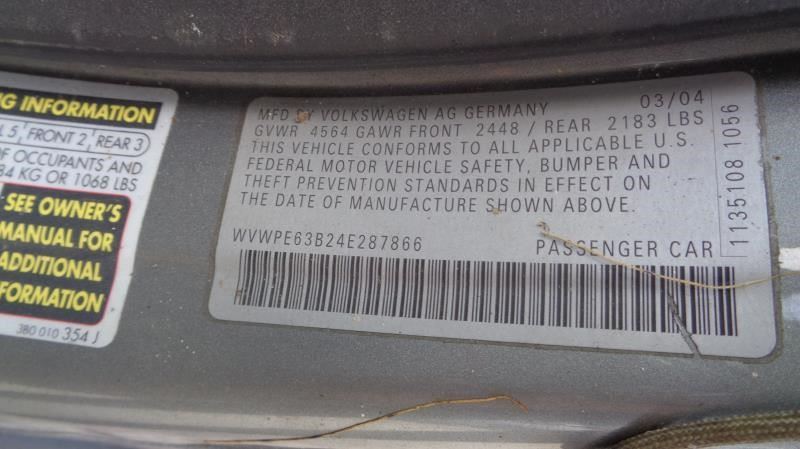 G INFORMATION
5, FRONT 2, REAR 3
OF OCCUPANTS AND
84 KG OR 1068 LBS
SEE OWNER'S
MANUAL FOR
ADDITIONAL
FORMATION
3B0 010 354 J
MFD BY VOLKSWAGEN AG GERMANY 03/04
GVWR 4564 GAWR FRONT 2448 / REAR 2183 LBS
THIS VEHICLE CONFORMS TO ALL APPLICABLE U.S.
FEDERAL MOTOR VEHICLE SAFETY, BUMPER AND
THEFT PREVENTION STANDARDS IN EFFECT ON
THE DATE OF MANUFACTURE SHOWN ABOVE.
WVWPE63B24E287866 PASSENGER CAR
1135108 1056